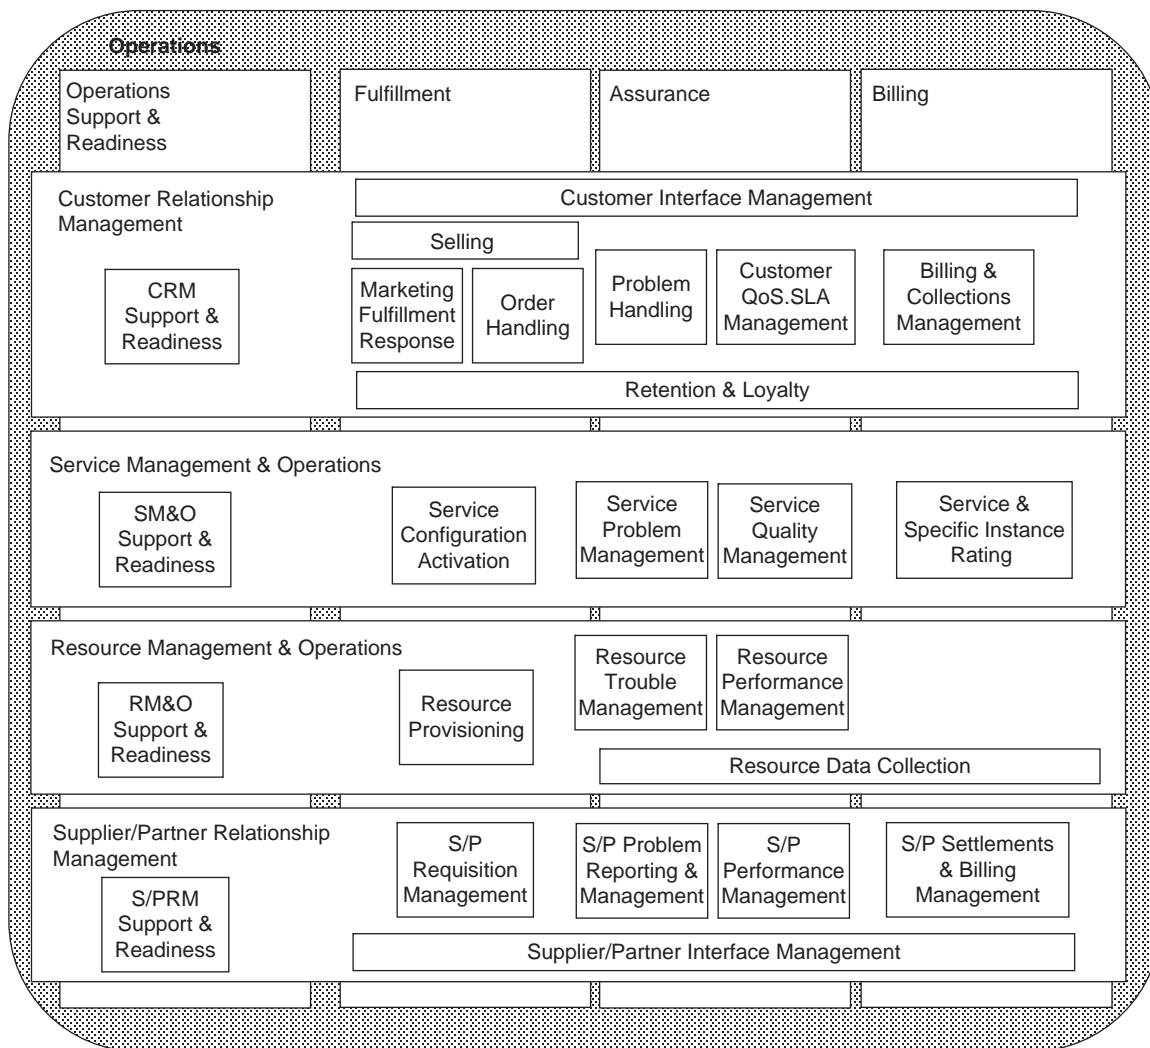 Operations
Operations
Support &
Readiness
Fulfillment
Assurance
Billing
Customer Relationship
Management
Customer Interface Management
Selling
CRM
Support &
Readiness
Marketing
Fulfillment
Response
Order
Handling
Problem
Handling
Customer
QoS.SLA
Management
Billing &
Collections
Management
Retention & Loyalty
Service Management & Operations
SM&O
Support &
Readiness
Service
Configuration
Activation
Service
Problem
Management
Service
Quality
Management
Service &
Specific Instance
Rating
Resource Management & Operations
RM&O
Support &
Readiness
Resource
Provisioning
Resource
Trouble
Management
Resource
Performance
Management
Resource Data Collection
Supplier/Partner Relationship
Management
S/PRM
Support &
Readiness
S/P
Requisition
Management
S/P Problem
Reporting &
Management
S/P
Performance
Management
S/P Settlements
& Billing
Management
Supplier/Partner Interface Management